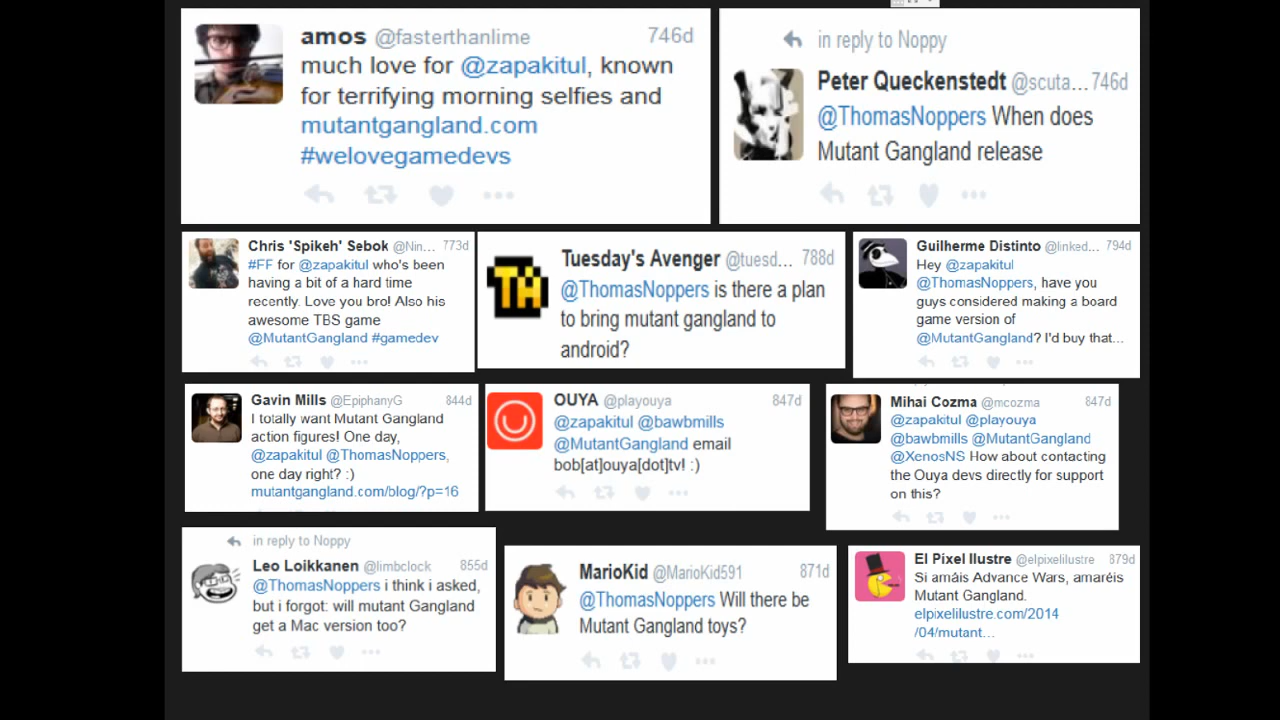 amos @fasterthanlime 746d
much love for @zapakitul, known
for terrifying morning selfies and
mutantgangland.com
#welovegamedevs
in reply to Noppy
Peter Queckenstedt @scuta... 746d
@ThomasNoppers When does
Mutant Gangland release
Chris 'Spikeh' Sebok @Nin... 773d
#FF for @zapakitul who's been
having a bit of a hard time
recently. Love you bro! Also his
awesome TBS game
@MutantGangland #gamedev
TA
Tuesday's Avenger @tuesd... 788d
@ThomasNoppers is there a plan
to bring mutant gangland to
android?
Guilherme Distinto @linked... 794d
Hey @zapakitul
@ThomasNoppers, have you
guys considered making a board
game version of
@MutantGangland? I'd buy that...
Gavin Mills @EpiphanyG 844d
I totally want Mutant Gangland
action figures! One day,
@zapakitul @ThomasNoppers,
one day right? :)
mutantgangland.com/blog/?p=16
OUYA @playouya 847d
@zapakitul @bawbmills
@MutantGangland email
bob[at]ouya[dot]tv! :)
Mihai Cozma @mcozma 847d
@zapakitul @playouya
@bawbmills @MutantGangland
@XenosNS How about contacting
the Ouya devs directly for support
on this?
in reply to Noppy
Leo Loikkanen @limbclock 855d
@ThomasNoppers i think i asked,
but i forgot: will mutant Gangland
get a Mac version too?
MarioKid @MarioKid591 871d
@ThomasNoppers Will there be
Mutant Gangland toys?
El Pixel Ilustre @elpixelilustre 879d
Si amáis Advance Wars, amaréis
Mutant Gangland.
elpixelilustre.com/2014
/04/mutant...